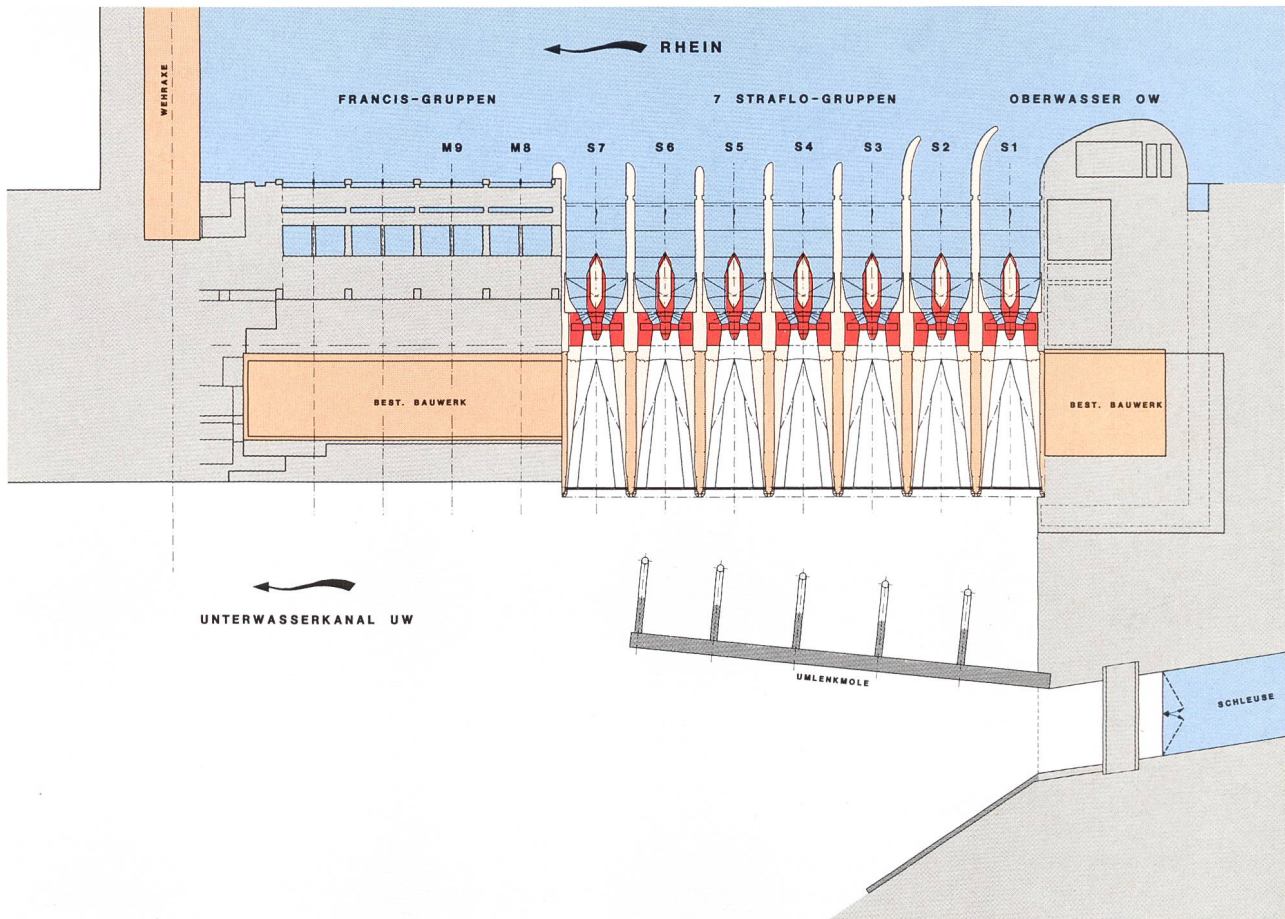 RHEIN
WEHRAXE
FRANCIS-GRUPPEN
7 STRAFLO-GRUPPEN
OBERWASSER OW
M9 M8 S7 S6 S5 S4 S3 S2 S1
BEST. BAUWERK
BEST. BAUWERK
UNTERWASSERKANAL UW
UMLENKMOLE
SCHLEUSE